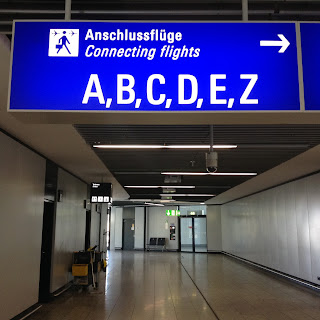 Anschlussflüge
Connecting flights
A,B,C,D,E,Z